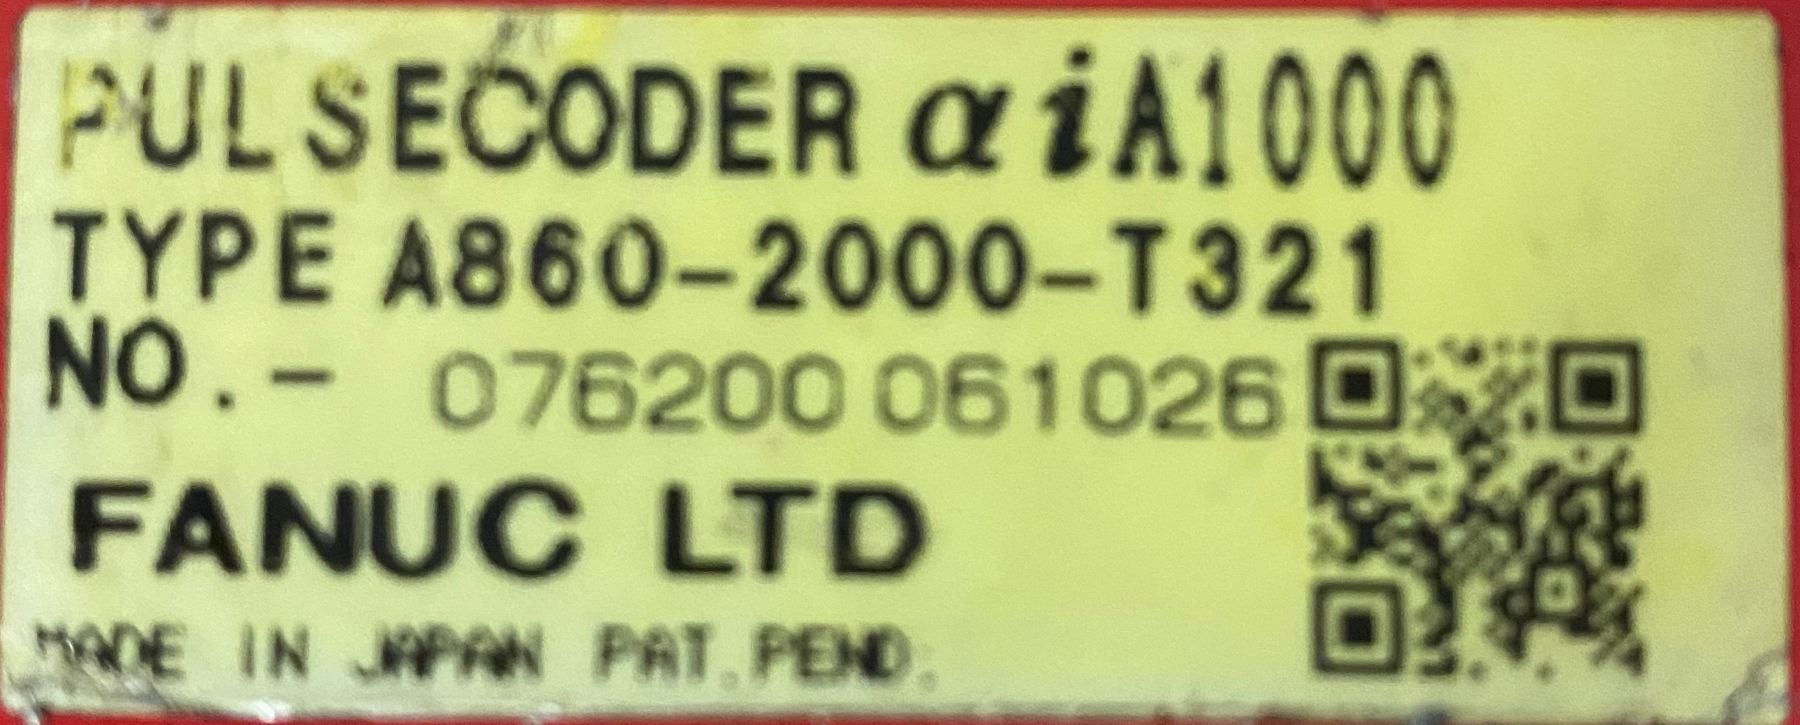 PULSECODER αiA1000
TYPE A860-2000-T321
NO.- 076200 061026
FANUC LTD
MADE IN JAPAN PAT.PEND.